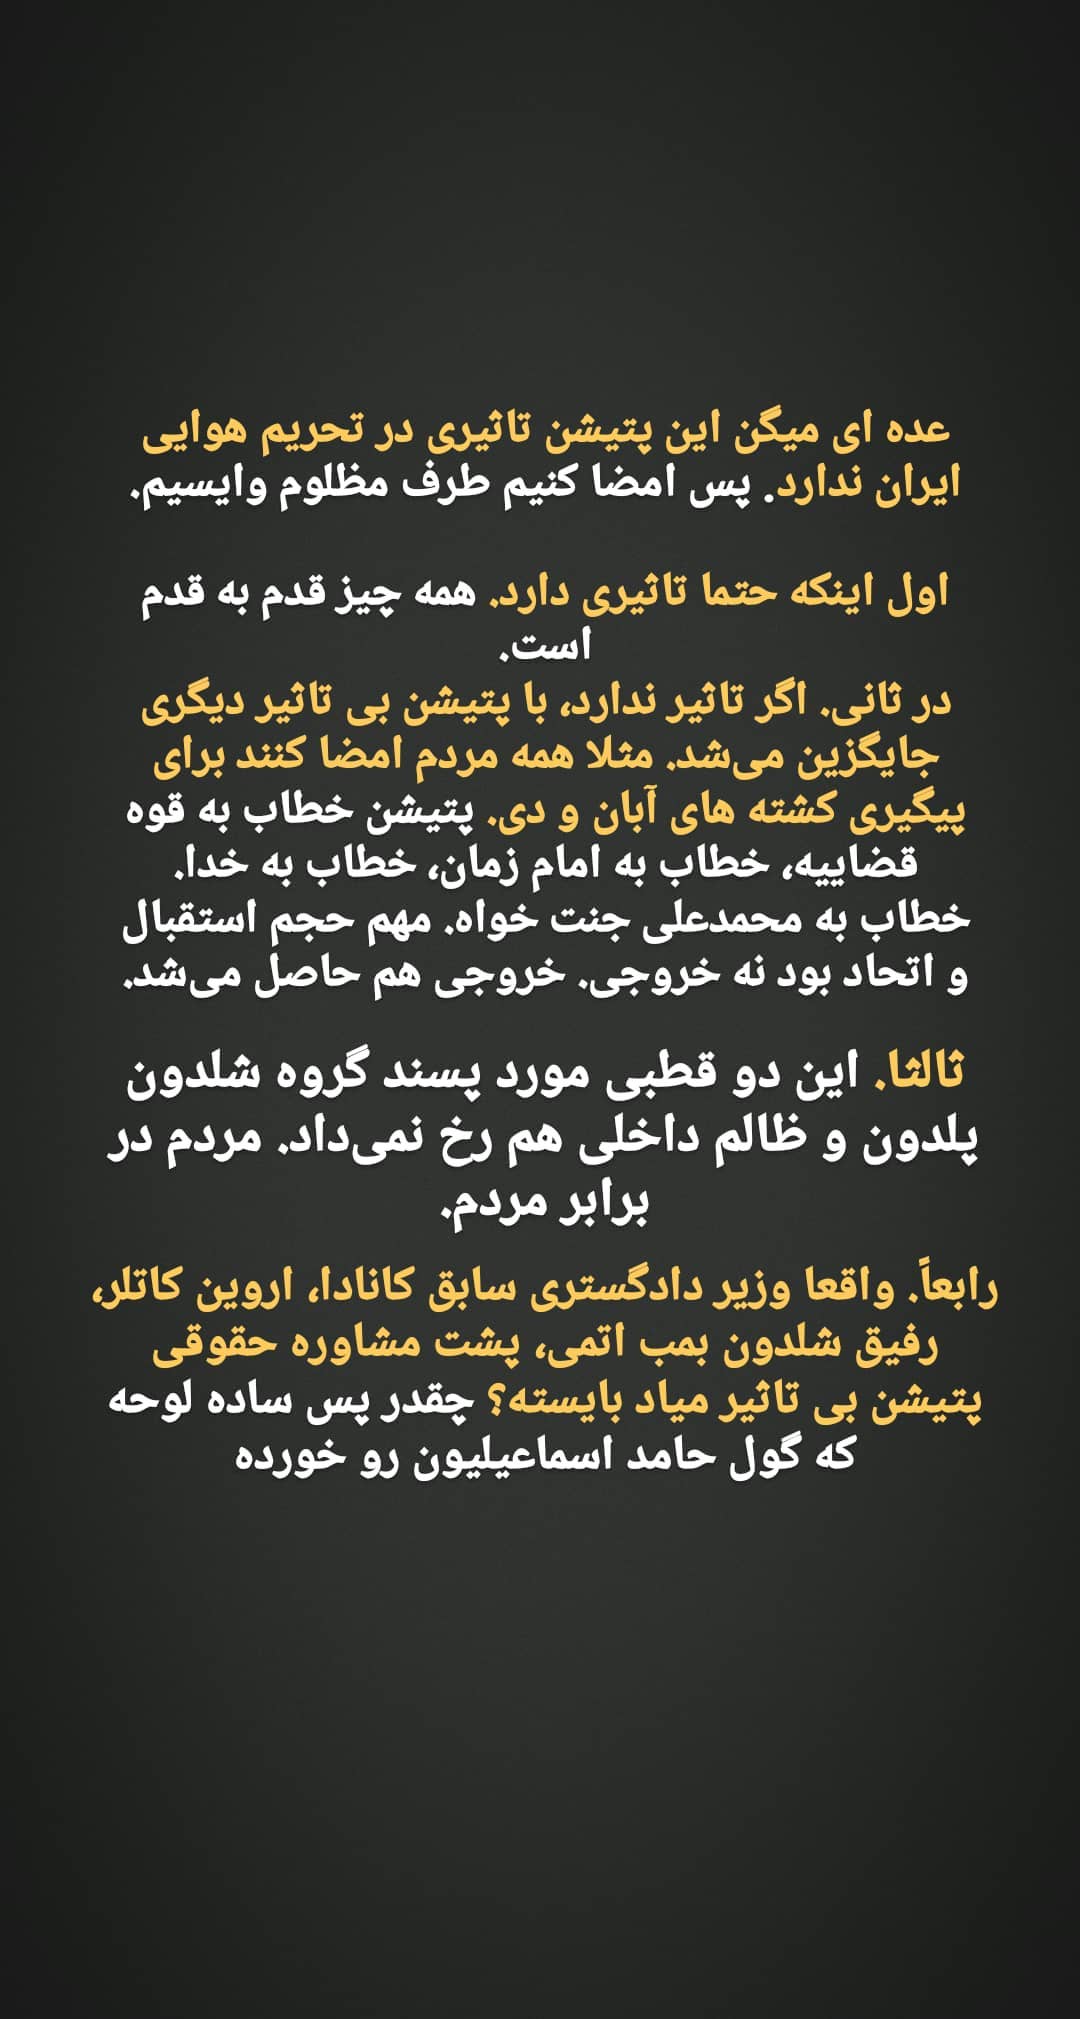 عده ای میگن این پتیشن تاثیری در تحریم هوایی
ایران ندارد. پس امضا کنیم طرف مظلوم وایسیم.
اول اینکه حتما تاثیری دارد. همه چیز قدم به قدم
است.
در ثانی. اگر تاثیر ندارد، با پتیشن بی تاثیر دیگری
جایگزین می‌شد. مثلا همه مردم امضا کنند برای
پیگیری کشته های آبان و دی. پتیشن خطاب به قوه
قضاییه، خطاب به امام زمان، خطاب به خدا.
خطاب به محمدعلی جنت خواه. مهم حجم استقبال
و اتحاد بود نه خروجی. خروجی هم حاصل می‌شد.
ثالثا. این دو قطبی مورد پسند گروه شلدون
پلدون و ظالم داخلی هم رخ نمی‌داد. مردم در
برابر مردم.
رابعاً. واقعا وزیر دادگستری سابق کانادا، اروین کاتلر،
رفیق شلدون بمب اتمی، پشت مشاوره حقوقی
پتیشن بی تاثیر میاد بایسته؟ چقدر پس ساده لوحه
که گول حامد اسماعیلیون رو خورده